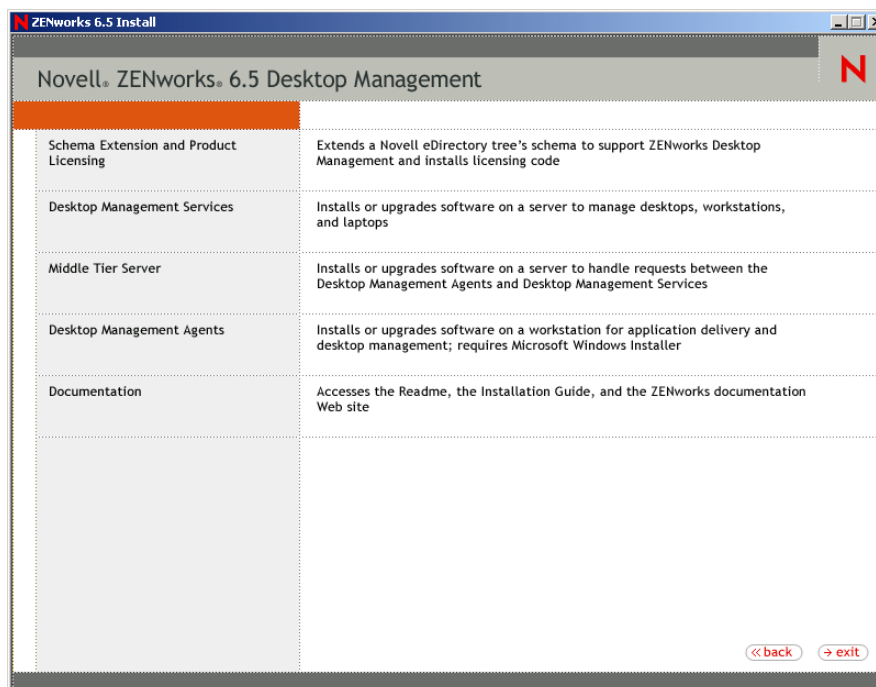 N ZENworks 6.5 Install
Novell® ZENworks® 6.5 Desktop Management
N
Schema Extension and Product
Licensing
Extends a Novell eDirectory tree's schema to support ZENworks Desktop
Management and installs licensing code
Desktop Management Services
Installs or upgrades software on a server to manage desktops, workstations,
and laptops
Middle Tier Server
Installs or upgrades software on a server to handle requests between the
Desktop Management Agents and Desktop Management Services
Desktop Management Agents
Installs or upgrades software on a workstation for application delivery and
desktop management; requires Microsoft Windows Installer
Documentation
Accesses the Readme, the Installation Guide, and the ZENworks documentation
Web site
« back
→ exit